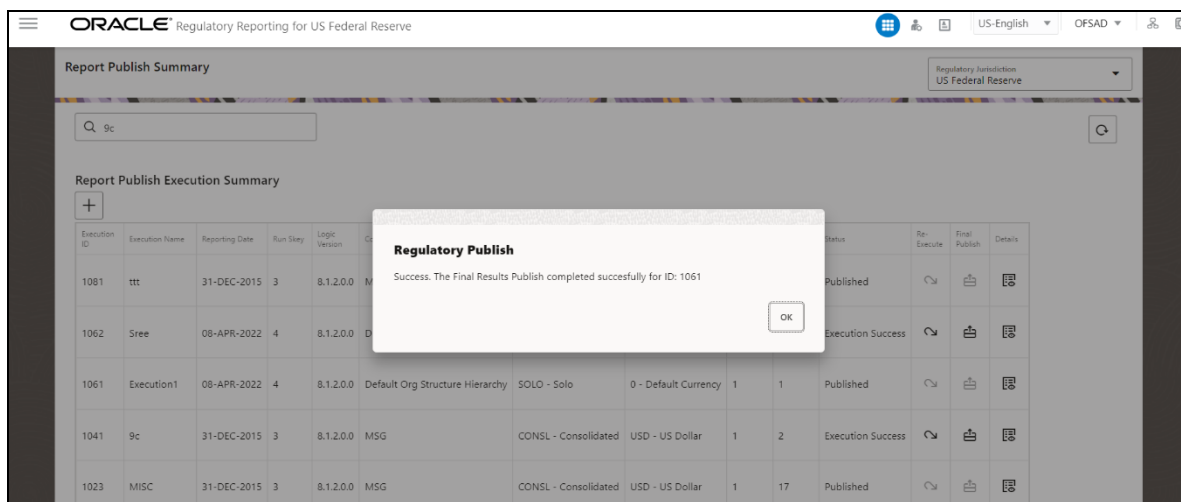 ORACLE® Regulatory Reporting for US Federal Reserve
US-English
OFSAD
Report Publish Summary
Regulatory Jurisdiction
US Federal Reserve
9c
Report Publish Execution Summary
Execution ID Execution Name Reporting Date Run Skey Logic Version Status Re-Execute Final Publish Details
Regulatory Publish
Success. The Final Results Publish completed succesfully for ID: 1061
OK
1081 ttt 31-DEC-2015 3 8.1.2.0.0 Published
1062 Sree 08-APR-2022 4 8.1.2.0.0 Execution Success
1061 Execution1 08-APR-2022 4 8.1.2.0.0 Default Org Structure Hierarchy SOLO - Solo 0 - Default Currency 1 1 Published
1041 9c 31-DEC-2015 3 8.1.2.0.0 MSG CONSL - Consolidated USD - US Dollar 1 2 Execution Success
1023 MISC 31-DEC-2015 3 8.1.2.0.0 MSG CONSL - Consolidated USD - US Dollar 1 17 Published